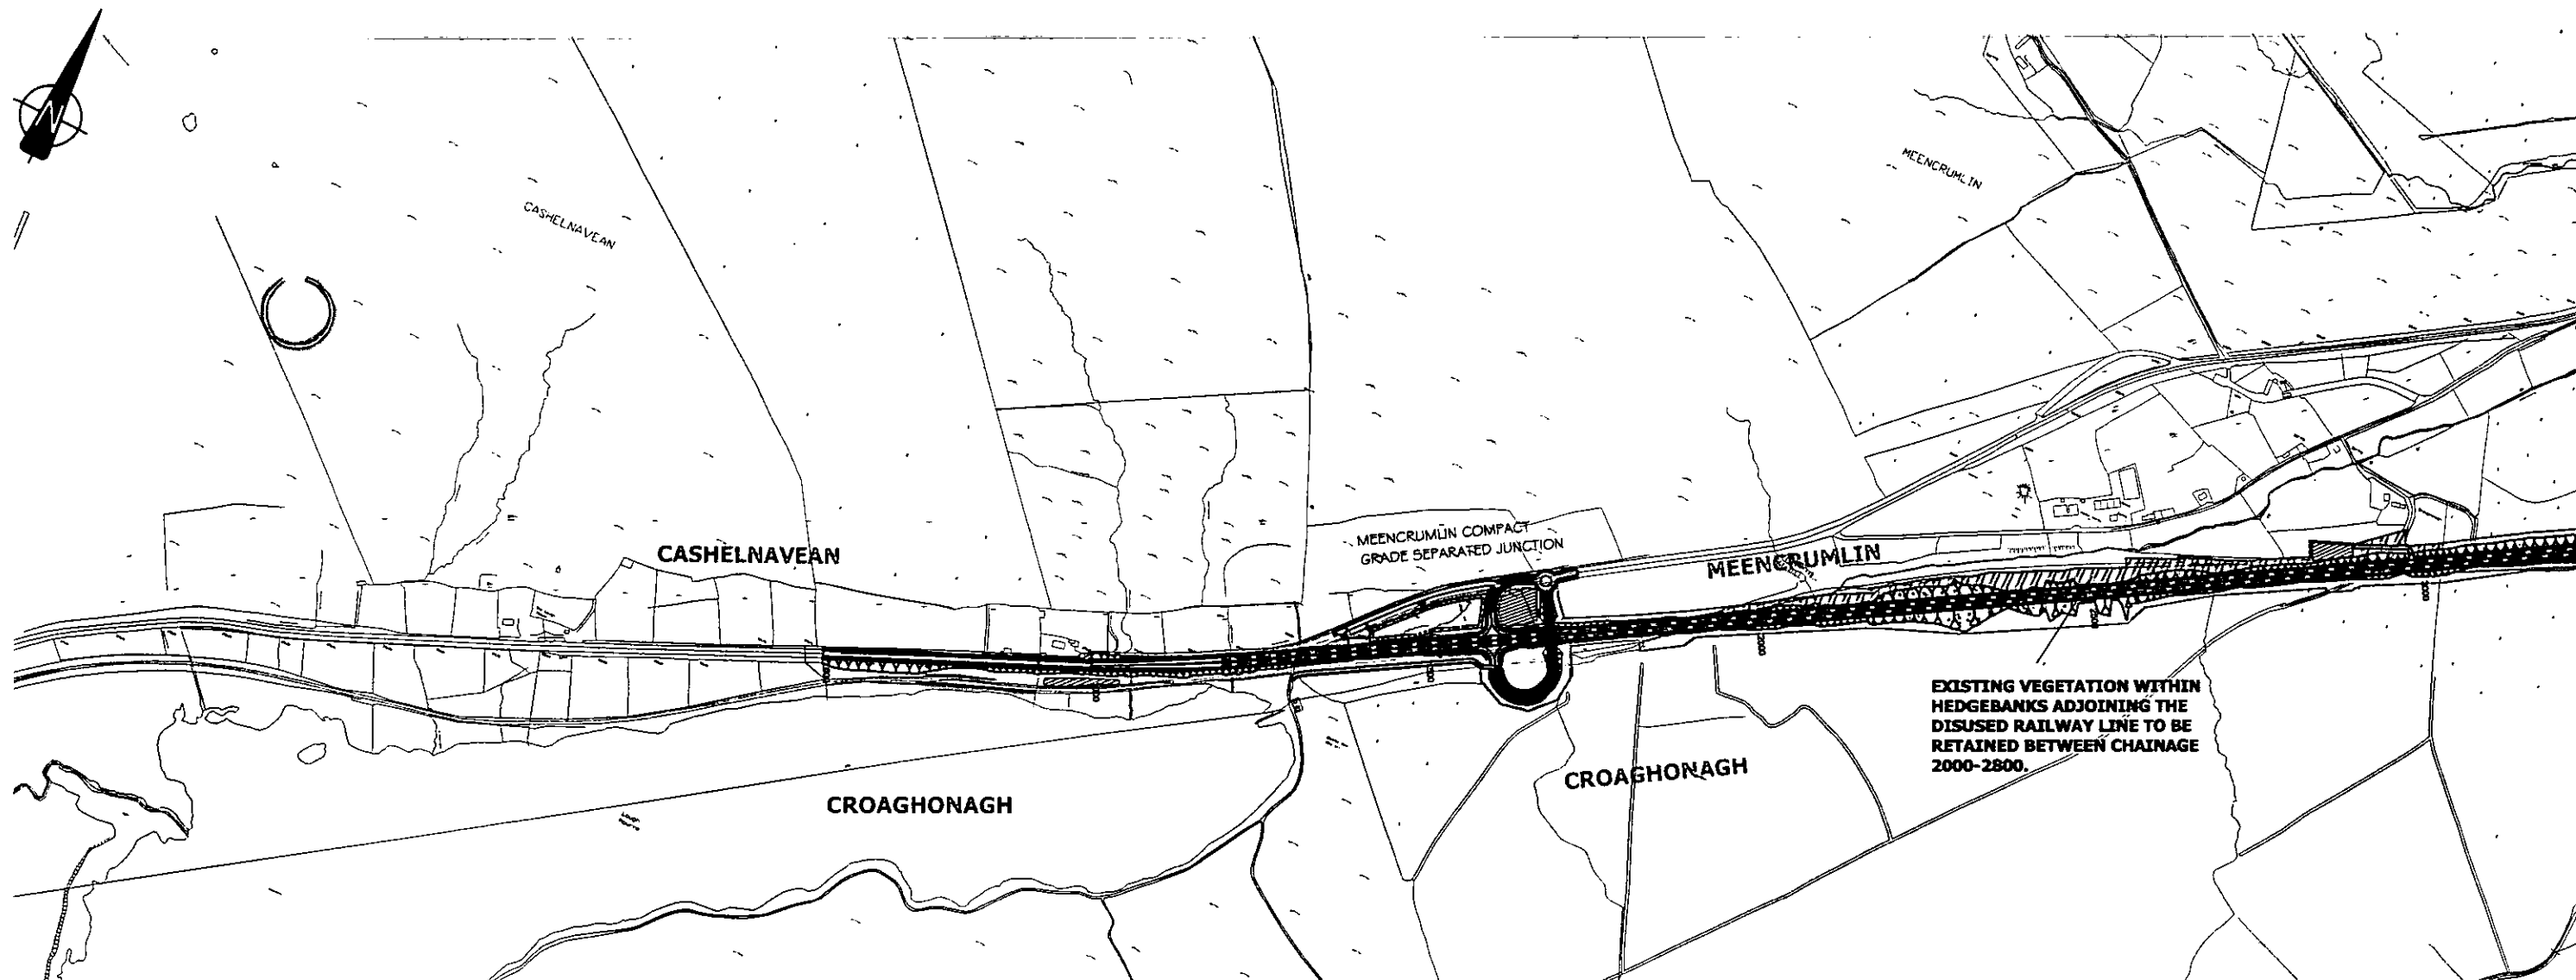 N
MEENCRUMLIN
CASHELNAVEAN
MEENCRUMLIN COMPACT
GRADE SEPARATED JUNCTION
CASHELNAVEAN
MEENCRUMLIN
EXISTING VEGETATION WITHIN
HEDGEBANKS ADJOINING THE
DISUSED RAILWAY LINE TO BE
RETAINED BETWEEN CHAINAGE
2000-2800.
CROAGHONAGH
CROAGHONAGH